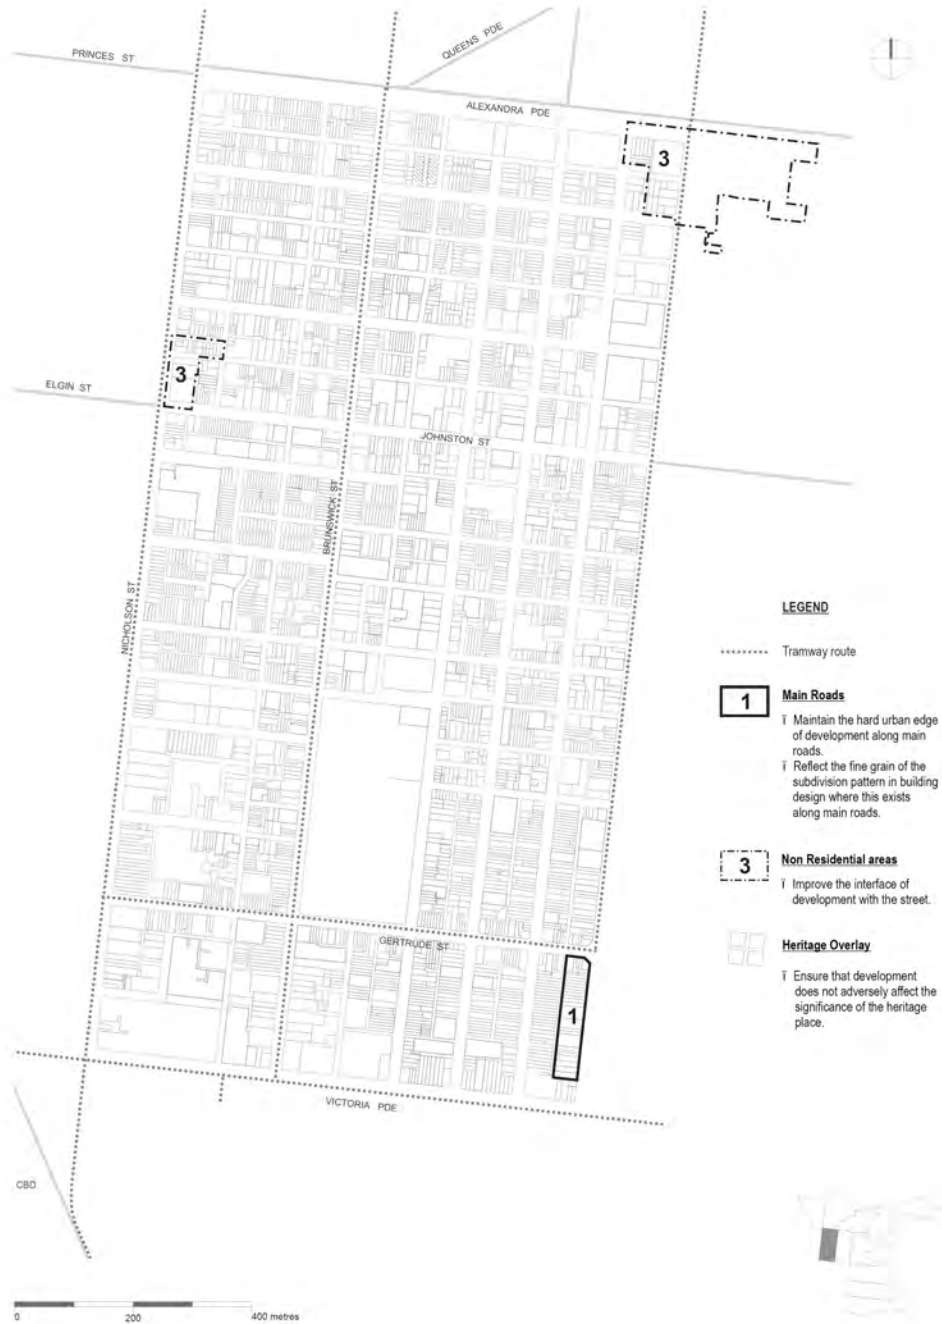 QUEENS PDE
PRINCES ST
ALEXANDRA PDE
3
3
ELGIN ST
JOHNSTON ST
BRUNSWICK ST
NICHOLSON ST
LEGEND
Tramway route
1
Main Roads
ï Maintain the hard urban edge
of development along main
roads.
ï Reflect the fine grain of the
subdivision pattern in building
design where this exists
along main roads.
3
Non Residential areas
ï Improve the interface of
development with the street.
Heritage Overlay
ï Ensure that development
does not adversely affect the
significance of the heritage
place.
GERTRUDE ST
1
VICTORIA PDE
CBD
0 200 400 metres